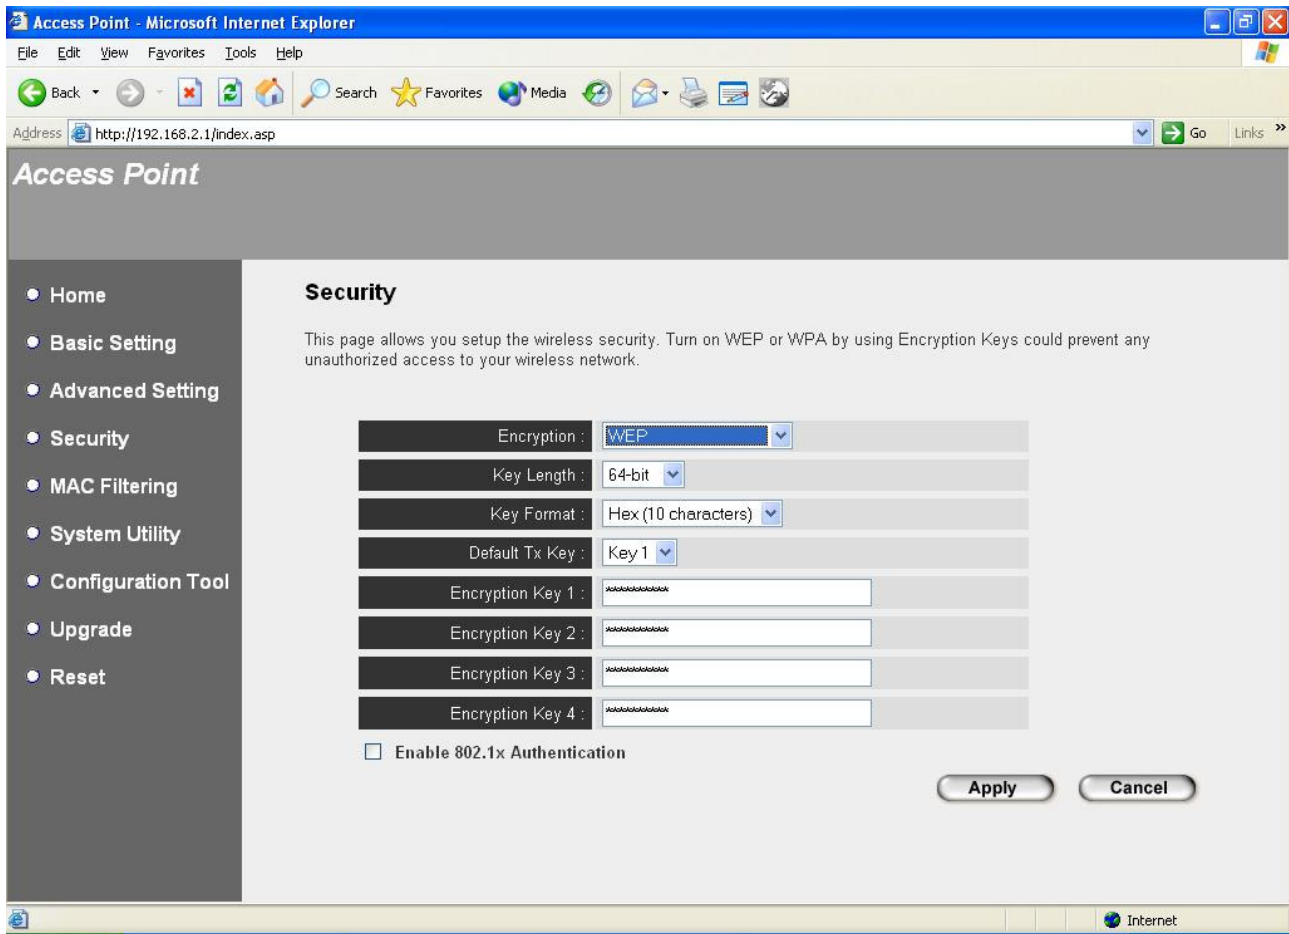 Access Point - Microsoft Internet Explorer
File Edit View Favorites Tools Help
Back Search Favorites Media
Address http://192.168.2.1/index.asp Go Links »
Access Point
Home
Basic Setting
Advanced Setting
Security
MAC Filtering
System Utility
Configuration Tool
Upgrade
Reset
Security
This page allows you setup the wireless security. Turn on WEP or WPA by using Encryption Keys could prevent any
unauthorized access to your wireless network.
Encryption : WEP
Key Length : 64-bit
Key Format : Hex (10 characters)
Default Tx Key : Key 1
Encryption Key 1 : **********
Encryption Key 2 : **********
Encryption Key 3 : **********
Encryption Key 4 : **********
Enable 802.1x Authentication
Apply Cancel
Internet